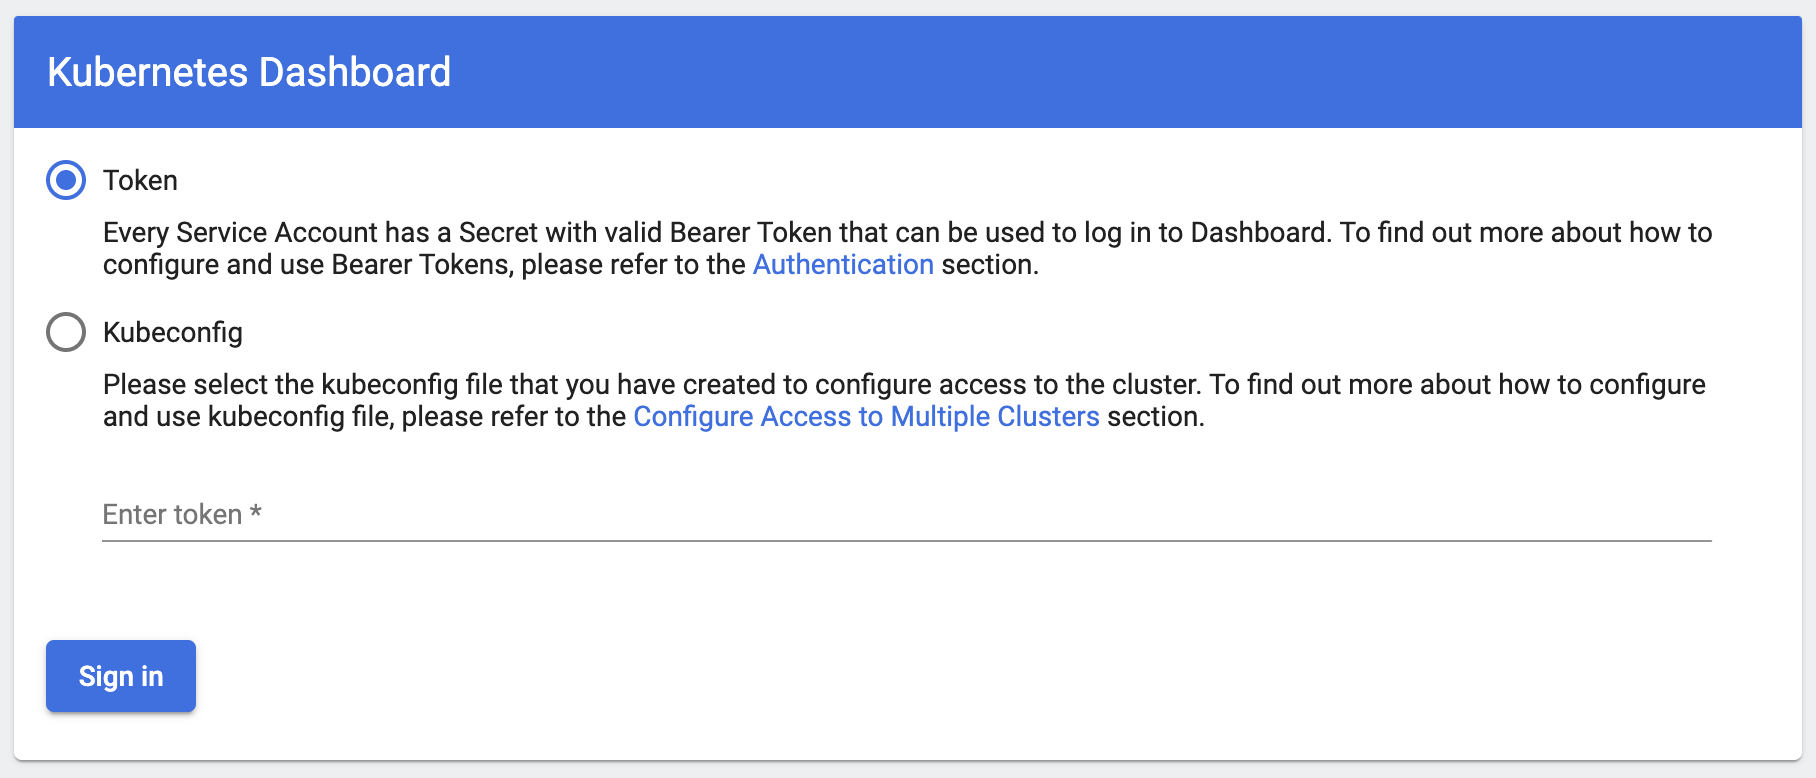 Kubernetes Dashboard
Token
Every Service Account has a Secret with valid Bearer Token that can be used to log in to Dashboard. To find out more about how to
configure and use Bearer Tokens, please refer to the Authentication section.
Kubeconfig
Please select the kubeconfig file that you have created to configure access to the cluster. To find out more about how to configure
and use kubeconfig file, please refer to the Configure Access to Multiple Clusters section.
Enter token *
Sign in